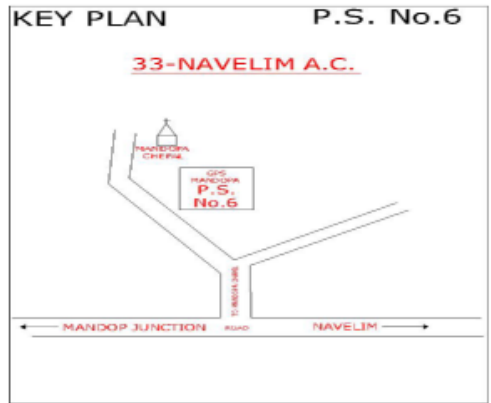 KEY PLAN P.S. No.6
33-NAVELIM A.C.
MANDOPA
CHEPAL
GPS
MANDOPA
P.S.
No.6
MANDOP JUNCTION ROAD NAVELIM